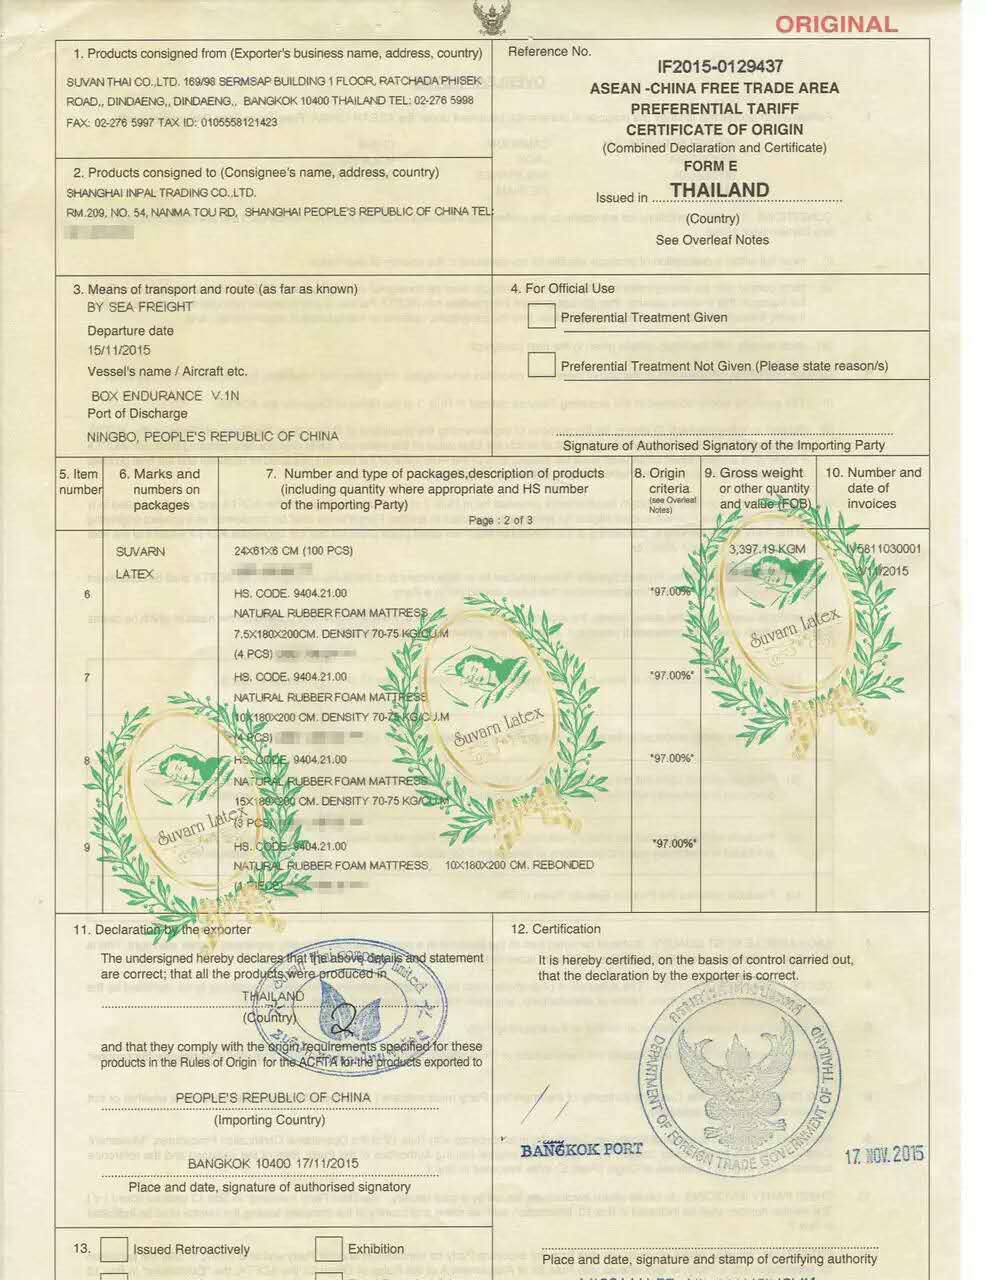 ORIGINAL
1. Products consigned from (Exporter's business name, address, country)
SUVAN THAI CO.,LTD. 169/98 SERMSAP BUILDING 1 FLOOR, RATCHADA PHISEK
ROAD,, DINDAENG,, DINDAENG,, BANGKOK 10400 THAILAND TEL: 02-276 5998
FAX: 02-276 5997 TAX ID: 0105558121423
Reference No.
IF2015-0129437
ASEAN -CHINA FREE TRADE AREA
PREFERENTIAL TARIFF
CERTIFICATE OF ORIGIN
(Combined Declaration and Certificate)
FORM E
Issued in THAILAND
(Country)
See Overleaf Notes
2. Products consigned to (Consignee's name, address, country)
SHANGHAI INPAL TRADING CO.,LTD.
RM.209, NO. 54, NANMA TOU RD, SHANGHAI PEOPLE'S REPUBLIC OF CHINA TEL:
3. Means of transport and route (as far as known)
BY SEA FREIGHT
Departure date
15/11/2015
Vessel's name / Aircraft etc.
BOX ENDURANCE V.1N
Port of Discharge
NINGBO, PEOPLE'S REPUBLIC OF CHINA
4. For Official Use
Preferential Treatment Given
Preferential Treatment Not Given (Please state reason/s)
Signature of Authorised Signatory of the Importing Party
5. Item number
6. Marks and numbers on packages
7. Number and type of packages,description of products
(including quantity where appropriate and HS number
of the importing Party)
Page : 2 of 3
8. Origin criteria (see Overleaf Notes)
9. Gross weight or other quantity and value (FOB)
10. Number and date of invoices
SUVARN 24X61X6 CM (100 PCS) 3,397.19 KGM IV5811030001
LATEX /11/2015
6 HS. CODE. 9404.21.00 "97.00%"
NATURAL RUBBER FOAM MATTRESS
7.5X180X200CM. DENSITY 70-75 KG/CU.M
(4 PCS)
7 HS. CODE. 9404.21.00 "97.00%"
NATURAL RUBBER FOAM MATTRESS
10X180X200 CM. DENSITY 70-75 KG/CU.M
(4 PCS)
8 HS. CODE. 9404.21.00 "97.00%"
NATURAL RUBBER FOAM MATTRESS
15X180X200 CM. DENSITY 70-75 KG/CU.M
(3 PCS)
9 HS. CODE. 9404.21.00 "97.00%"
NATURAL RUBBER FOAM MATTRESS 10X180X200 CM. REBONDED
(1 PIECE)
Suvarn Latex
Suvarn Latex
Suvarn Latex
11. Declaration by the exporter
The undersigned hereby declares that the above details and statement
are correct; that all the products were produced in
THAILAND
(Country)
and that they comply with the origin requirements specified for these
products in the Rules of Origin for the ACFTA for the products exported to
PEOPLE'S REPUBLIC OF CHINA
(Importing Country)
BANGKOK 10400 17/11/2015
Place and date, signature of authorised signatory
2
12. Certification
It is hereby certified, on the basis of control carried out,
that the declaration by the exporter is correct.
กรมการค้าต่างประเทศ
DEPARTMENT OF FOREIGN TRADE GOVERNMENT OF THAILAND
BANGKOK PORT
17 NOV. 2015
Place and date, signature and stamp of certifying authority
13.
Issued Retroactively
Exhibition